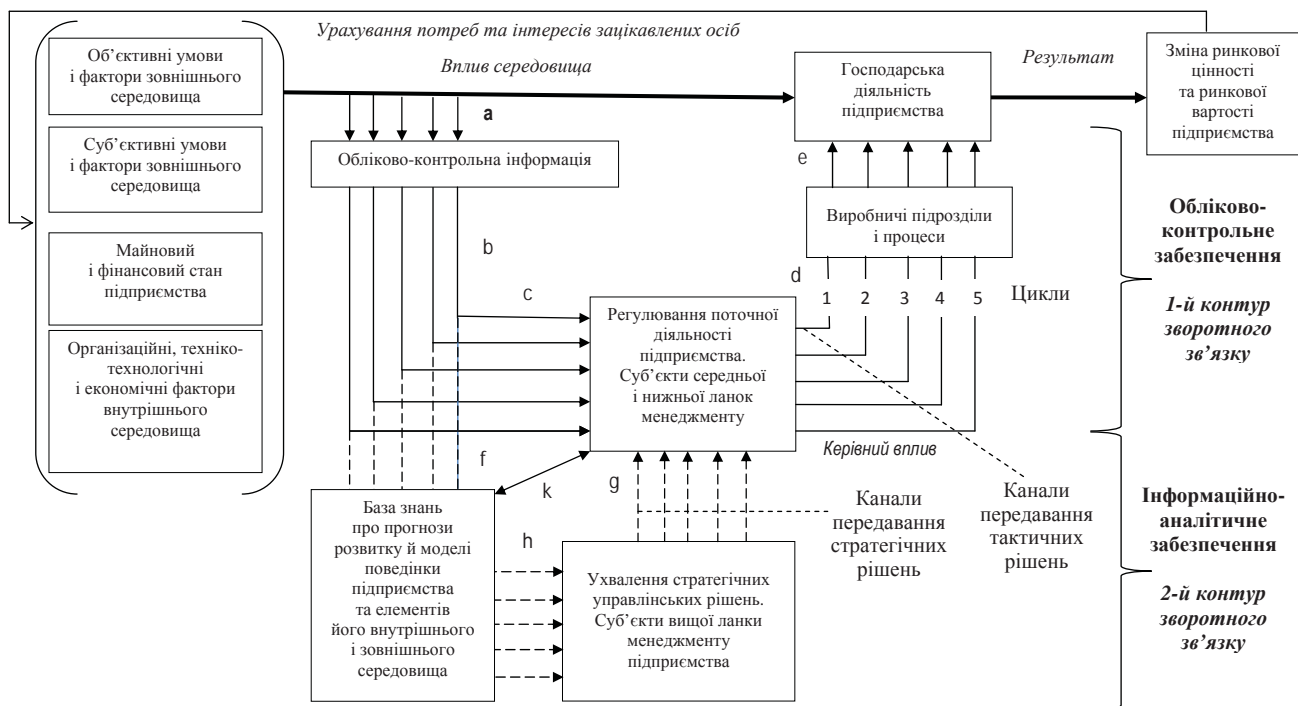 Урахування потреб та інтересів зацікавлених осіб
Вплив середовища
Результат
Об’єктивні умови
і фактори зовнішнього
середовища
Суб’єктивні умови
і фактори зовнішнього
середовища
Майновий
і фінансовий стан
підприємства
Організаційні, техніко-
технологічні
і економічні фактори
внутрішнього
середовища
Господарська
діяльність
підприємства
Зміна ринкової
цінності
та ринкової
вартості
підприємства
a
Обліково-контрольна інформація
e
Виробничі підрозділи
і процеси
b
d
1 2 3 4 5 Цикли
c
Регулювання поточної
діяльності
підприємства.
Суб’єкти середньої
і нижньої ланок
менеджменту
Керівний вплив
f
k
g
h
База знань
про прогнози
розвитку й моделі
поведінки
підприємства
та елементів
його внутрішнього
і зовнішнього
середовища
Ухвалення стратегічних
управлінських рішень.
Суб’єкти вищої ланки
менеджменту
підприємства
Канали
передавання
стратегічних
рішень
Канали
передавання
тактичних
рішень
Обліково-
контрольне
забезпечення
1-й контур
зворотного
зв’язку
Інформаційно-
аналітичне
забезпечення
2-й контур
зворотного
зв’язку